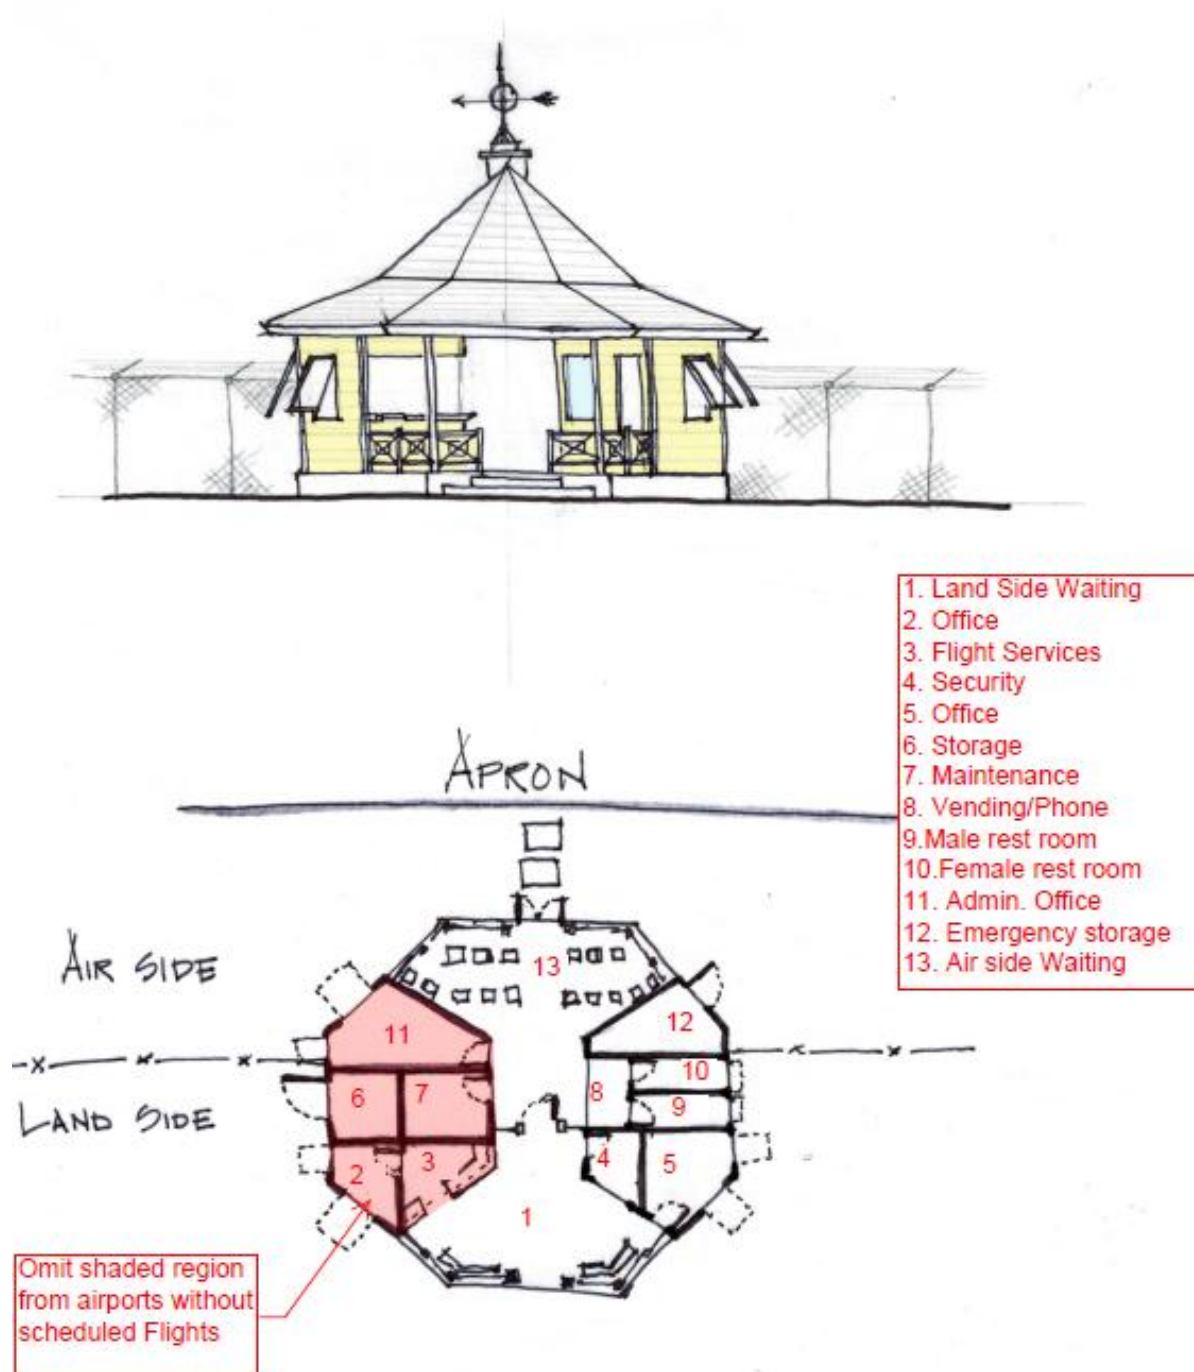 1. Land Side Waiting
2. Office
3. Flight Services
4. Security
5. Office
6. Storage
7. Maintenance
8. Vending/Phone
9.Male rest room
10.Female rest room
11. Admin. Office
12. Emergency storage
13. Air side Waiting
APRON
AIR SIDE
13
11
12
10
6
7
8
9
LAND SIDE
2
3
4
5
1
Omit shaded region
from airports without
scheduled Flights